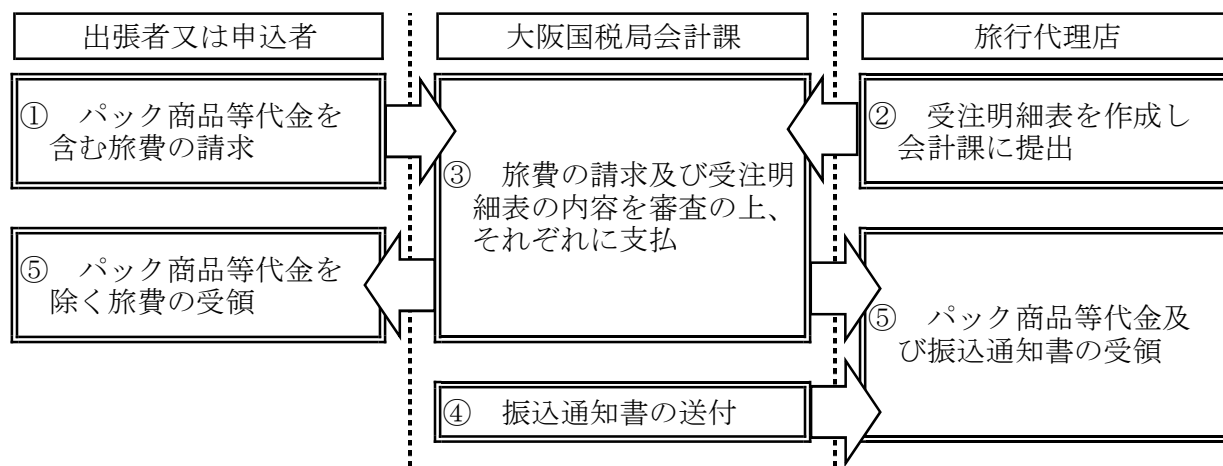 出張者又は申込者
大阪国税局会計課
旅行代理店
① パック商品等代金を
含む旅費の請求
② 受注明細表を作成し
会計課に提出
③ 旅費の請求及び受注明
細表の内容を審査の上、
それぞれに支払
⑤ パック商品等代金を
除く旅費の受領
⑤ パック商品等代金及
び振込通知書の受領
④ 振込通知書の送付